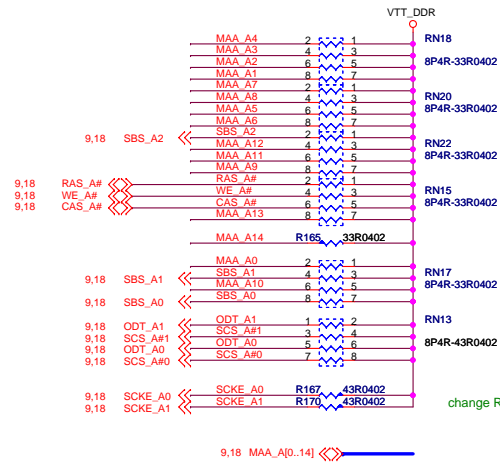 VTT_DDR
MAA_A4 2 1 RN18
MAA_A3 4 3
MAA_A2 6 5 8P4R-33R0402
MAA_A1 8 7
MAA_A7 2 1 RN20
MAA_A8 4 3
MAA_A5 6 5 8P4R-33R0402
MAA_A6 8 7
9,18 SBS_A2 SBS_A2 2 1 RN22
MAA_A12 4 3
MAA_A11 6 5 8P4R-33R0402
MAA_A9 8 7
9,18 RAS_A# RAS_A# 2 1 RN15
9,18 WE_A# WE_A# 4 3
9,18 CAS_A# CAS_A# 6 5 8P4R-33R0402
MAA_A13 8 7
MAA_A14 R165 33R0402
MAA_A0 2 1 RN17
9,18 SBS_A1 SBS_A1 4 3
MAA_A10 6 5 8P4R-33R0402
9,18 SBS_A0 SBS_A0 8 7
9,18 ODT_A1 ODT_A1 1 2 RN13
9,18 SCS_A#1 SCS_A#1 3 4
9,18 ODT_A0 ODT_A0 5 6 8P4R-43R0402
9,18 SCS_A#0 SCS_A#0 7 8
9,18 SCKE_A0 SCKE_A0 R167 43R0402
9,18 SCKE_A1 SCKE_A1 R170 43R0402
change R
9,18 MAA_A[0..14]